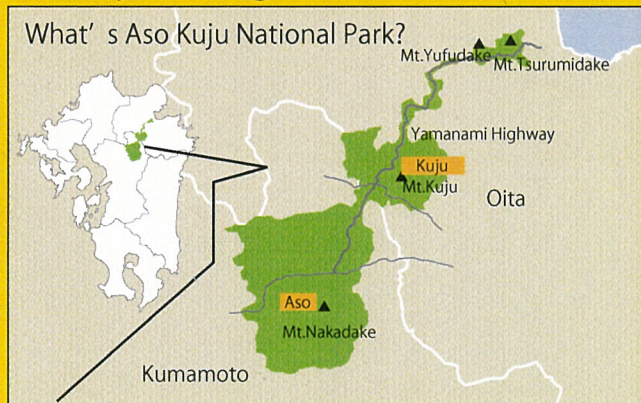 What’ s Aso Kuju National Park?
Mt.Yufudake
Mt.Tsurumidake
Yamanami Highway
Kuju
Mt.Kuju
Oita
Aso
Mt.Nakadake
Kumamoto